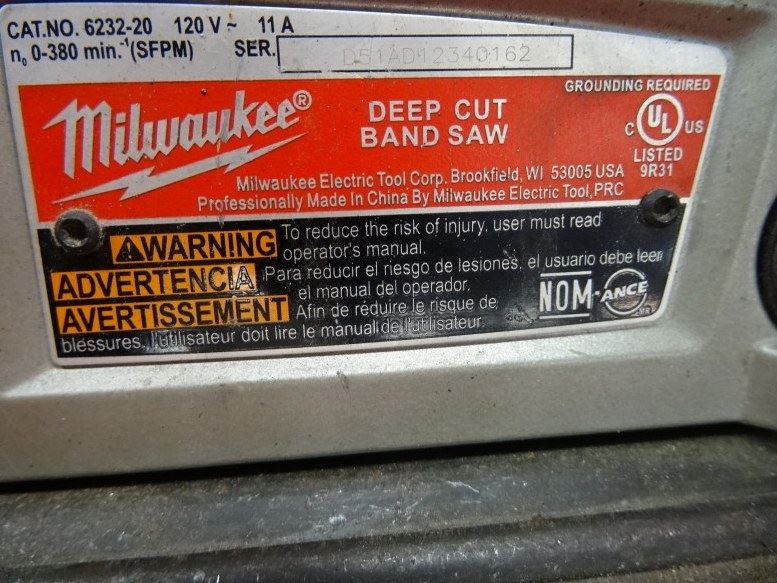 CAT.NO. 6232-20 120 V~ 11 A
n₀ 0-380 min.⁻¹(SFPM) SER. D51AD12340162
GROUNDING REQUIRED
Milwaukee®
DEEP CUT
BAND SAW
C UL US
LISTED
9R31
Milwaukee Electric Tool Corp. Brookfield, WI 53005 USA
Professionally Made In China By Milwaukee Electric Tool,PRC
WARNING To reduce the risk of injury, user must read
operator's manual.
ADVERTENCIA Para reducir el riesgo de lesiones, el usuario debe leer
el manual del operador.
AVERTISSEMENT Afin de réduire le risque de
blessures, l'utilisateur doit lire le manuel de l'utilisateur.
NOM-ANCE